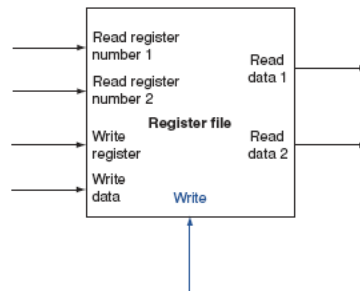 Read register
number 1
Read register
number 2
Write
register
Write
data
Register file
Read
data 1
Read
data 2
Write